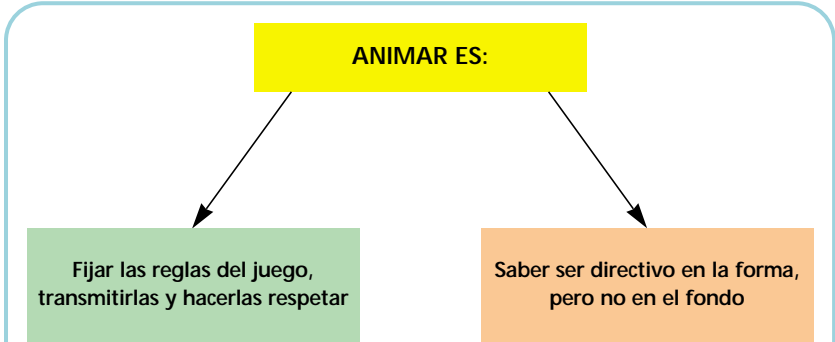 ANIMAR ES:
Fijar las reglas del juego,
transmitirlas y hacerlas respetar
Saber ser directivo en la forma,
pero no en el fondo